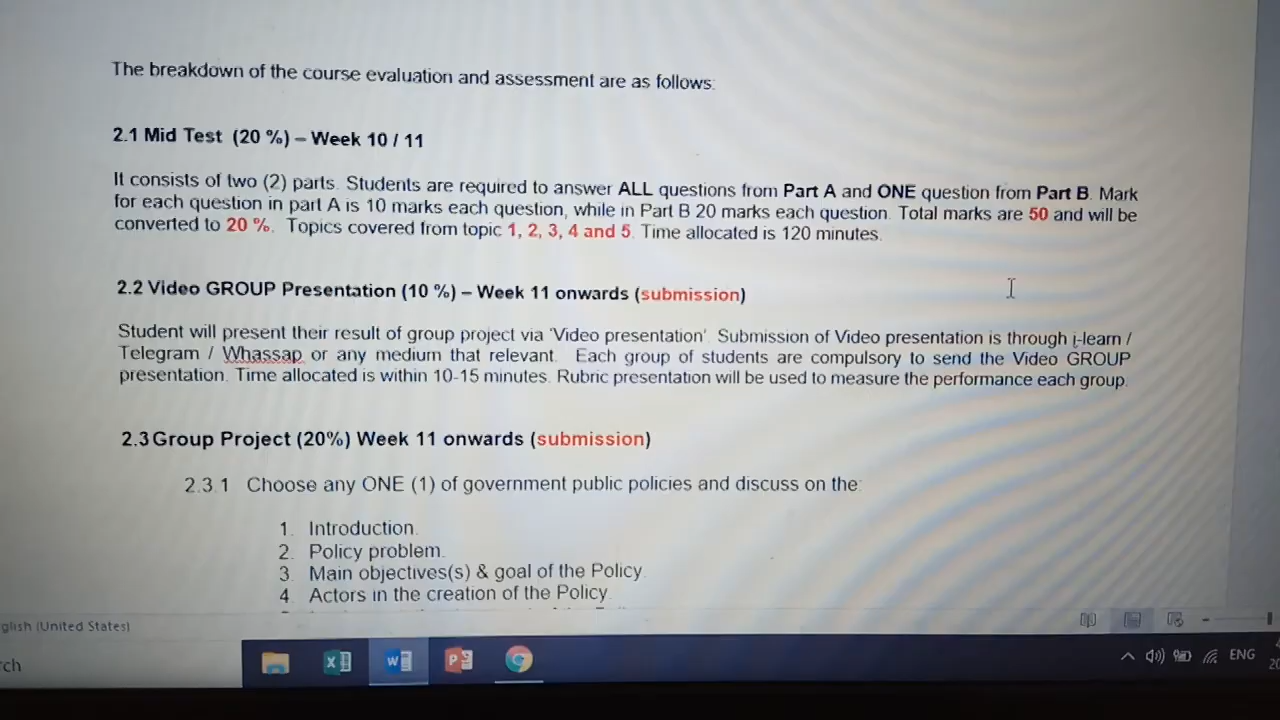 The breakdown of the course evaluation and assessment are as follows:
2.1 Mid Test (20 %) – Week 10 / 11
It consists of two (2) parts. Students are required to answer ALL questions from Part A and ONE question from Part B. Mark
for each question in part A is 10 marks each question, while in Part B 20 marks each question. Total marks are 50 and will be
converted to 20 %. Topics covered from topic 1, 2, 3, 4 and 5. Time allocated is 120 minutes.
2.2 Video GROUP Presentation (10 %) – Week 11 onwards (submission)
Student will present their result of group project via 'Video presentation'. Submission of Video presentation is through i-learn /
Telegram / Whassap or any medium that relevant. Each group of students are compulsory to send the Video GROUP
presentation. Time allocated is within 10-15 minutes. Rubric presentation will be used to measure the performance each group.
2.3 Group Project (20%) Week 11 onwards (submission)
2.3.1 Choose any ONE (1) of government public policies and discuss on the:
1. Introduction.
2. Policy problem.
3. Main objectives(s) & goal of the Policy.
4. Actors in the creation of the Policy.
glish (United States)
rch
ENG